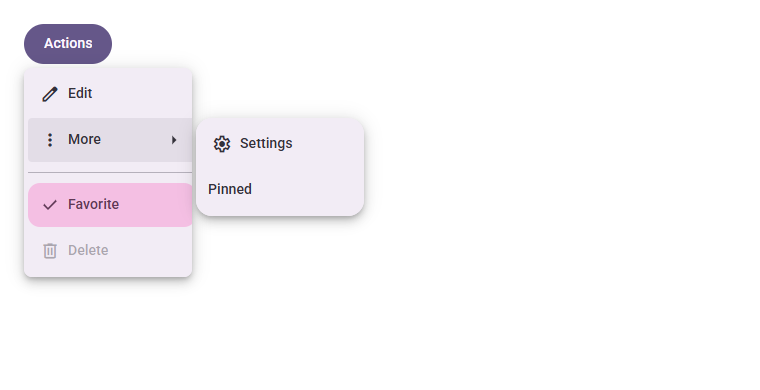 Actions
Edit
More
Settings
Pinned
Favorite
Delete